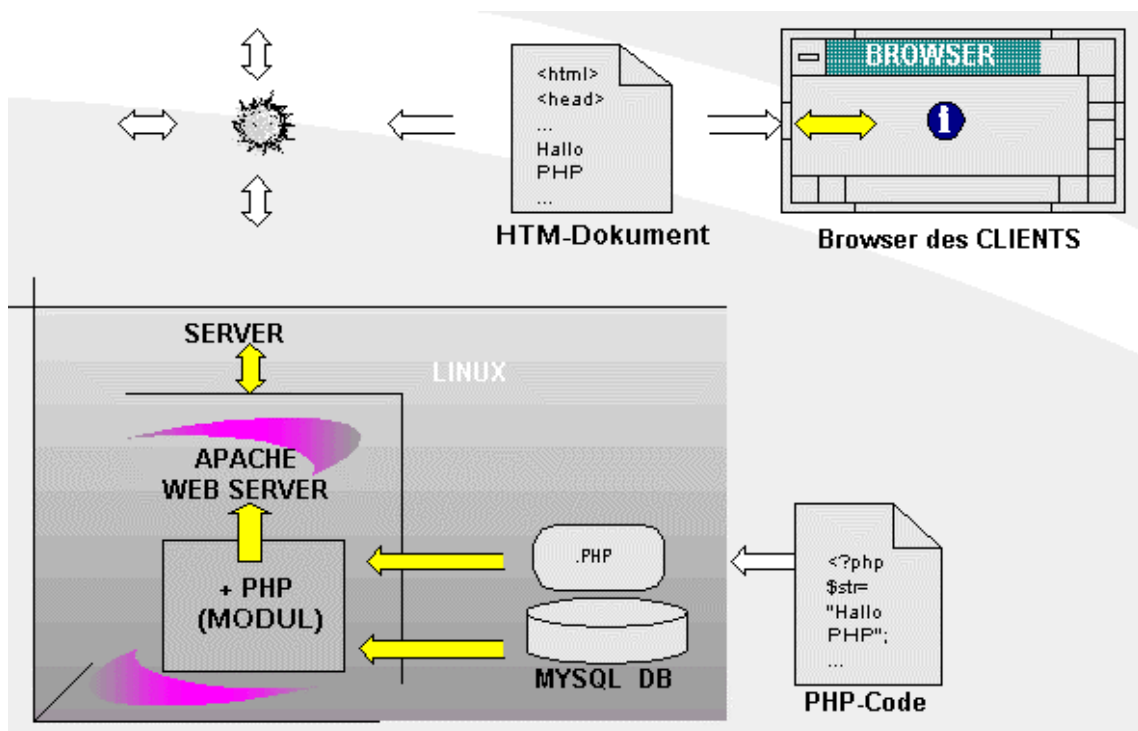 <html>
<head>
...
Hallo
PHP
...
HTM-Dokument
BROWSER
i
Browser des CLIENTS
SERVER
LINUX
APACHE
WEB SERVER
+ PHP
(MODUL)
.PHP
MYSQL DB
<?php
$str=
"Hallo
PHP";
...
PHP-Code